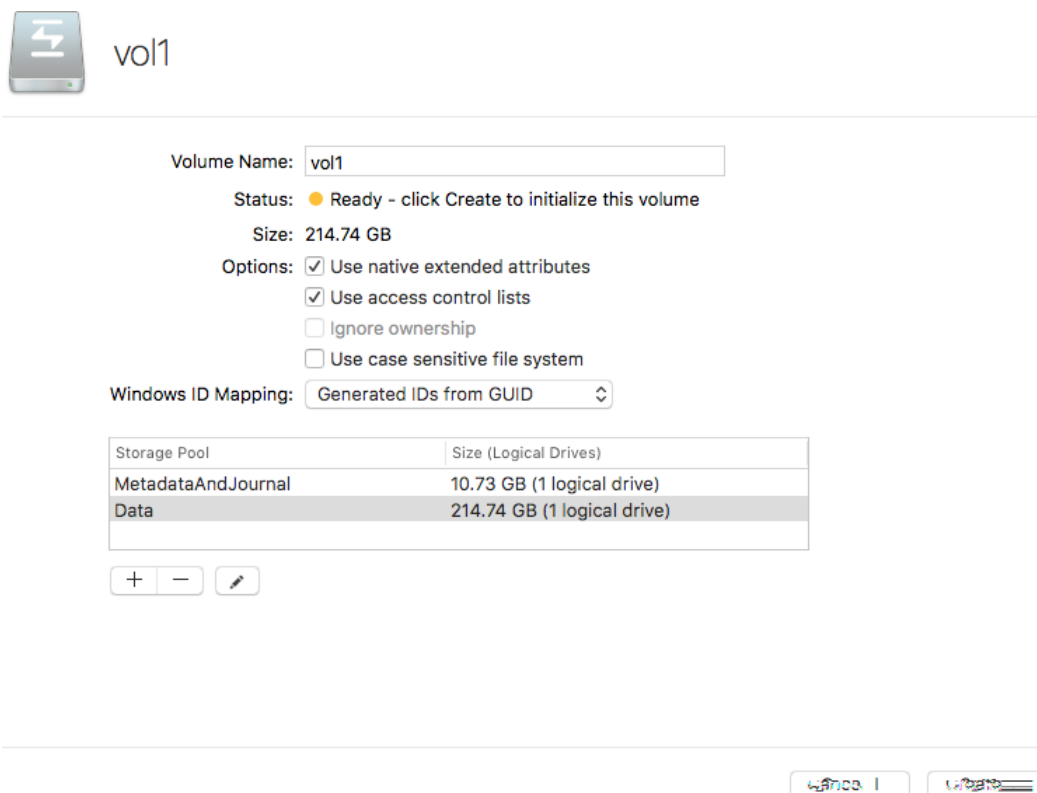 vol1
Volume Name: vol1
Status: Ready - click Create to initialize this volume
Size: 214.74 GB
Options: Use native extended attributes
Use access control lists
Ignore ownership
Use case sensitive file system
Windows ID Mapping: Generated IDs from GUID
Storage Pool Size (Logical Drives)
MetadataAndJournal 10.73 GB (1 logical drive)
Data 214.74 GB (1 logical drive)